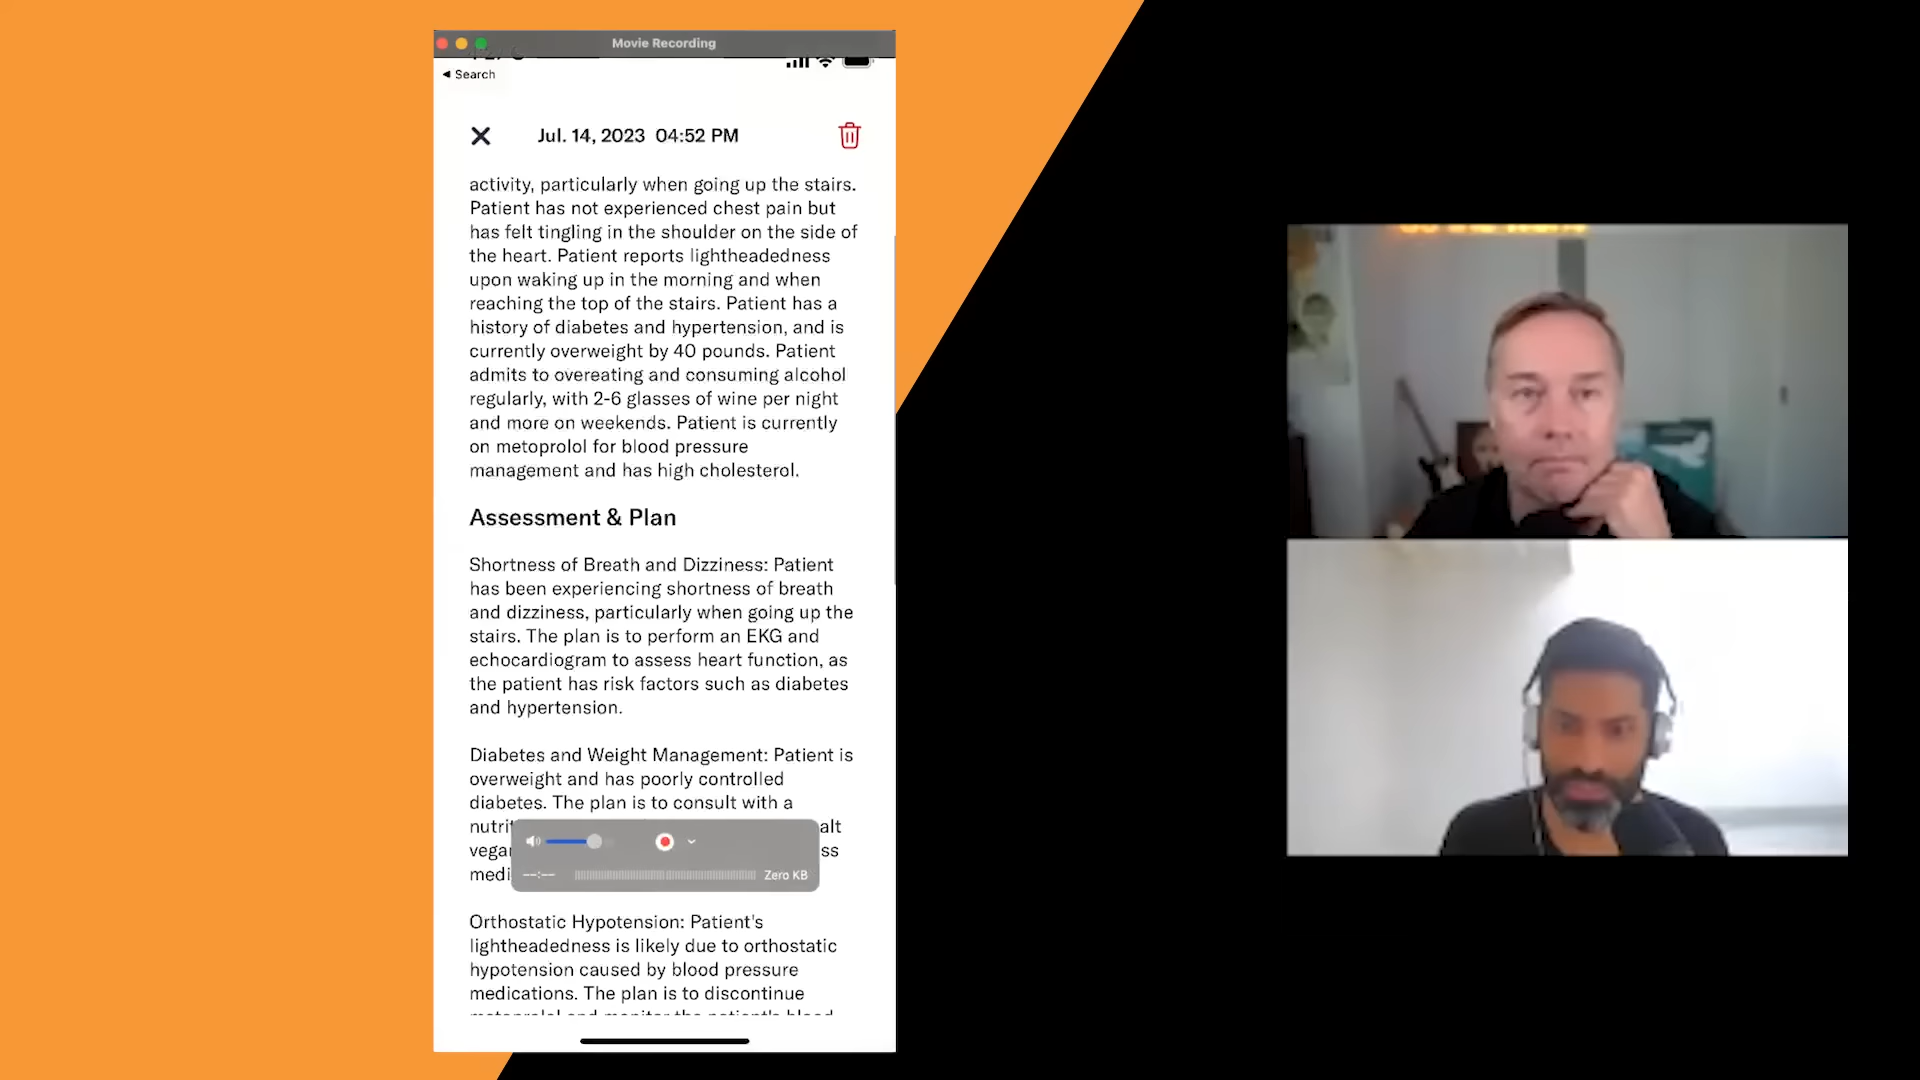 Movie Recording
◀ Search
Jul. 14, 2023 04:52 PM
activity, particularly when going up the stairs.
Patient has not experienced chest pain but
has felt tingling in the shoulder on the side of
the heart. Patient reports lightheadedness
upon waking up in the morning and when
reaching the top of the stairs. Patient has a
history of diabetes and hypertension, and is
currently overweight by 40 pounds. Patient
admits to overeating and consuming alcohol
regularly, with 2-6 glasses of wine per night
and more on weekends. Patient is currently
on metoprolol for blood pressure
management and has high cholesterol.
Assessment & Plan
Shortness of Breath and Dizziness: Patient
has been experiencing shortness of breath
and dizziness, particularly when going up the
stairs. The plan is to perform an EKG and
echocardiogram to assess heart function, as
the patient has risk factors such as diabetes
and hypertension.
Diabetes and Weight Management: Patient is
overweight and has poorly controlled
diabetes. The plan is to consult with a
nutrit alt
vegan ss
medi
--:-- Zero KB
Orthostatic Hypotension: Patient's
lightheadedness is likely due to orthostatic
hypotension caused by blood pressure
medications. The plan is to discontinue
metoprolol and monitor the patient's blood